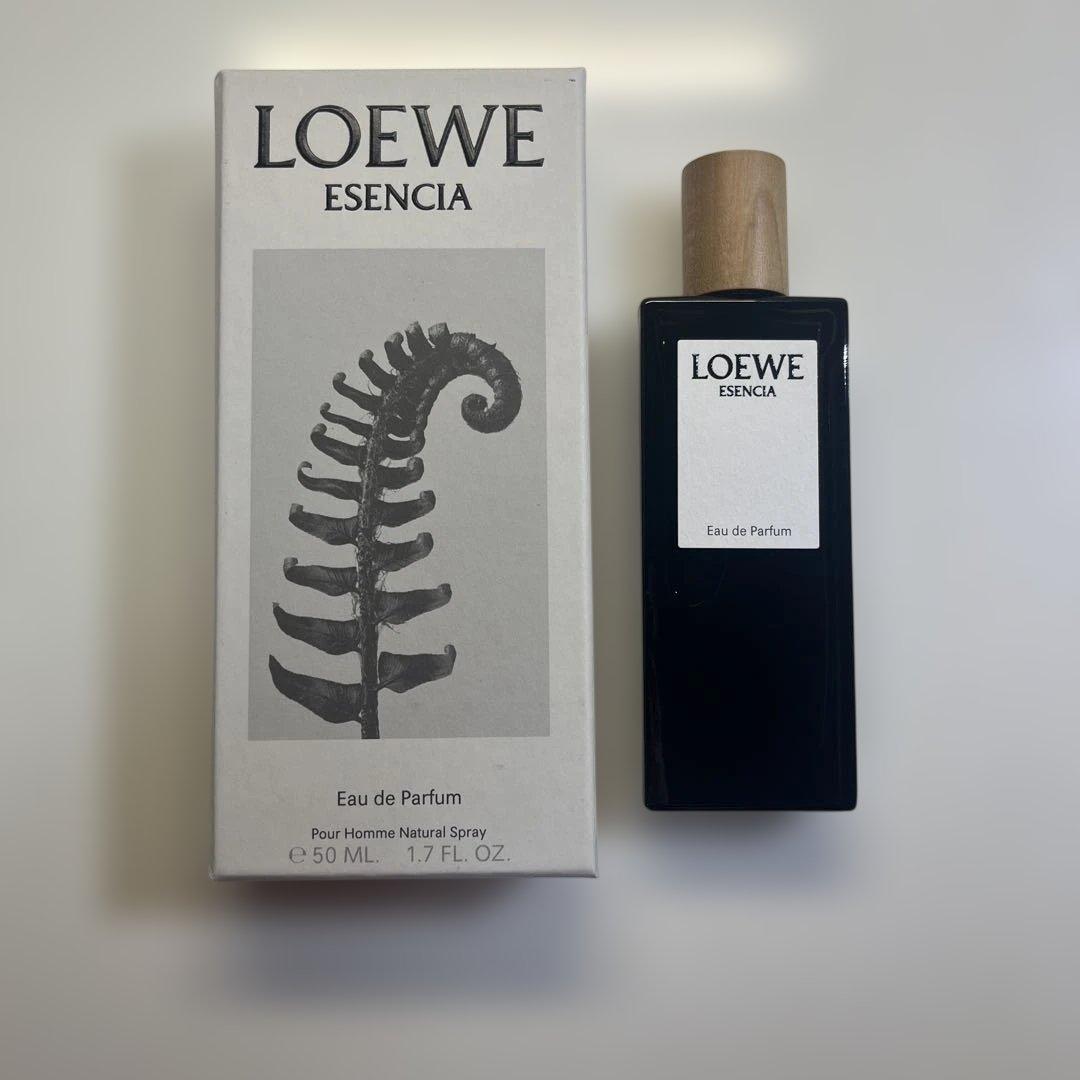 LOEWE
ESENCIA
Eau de Parfum
Pour Homme Natural Spray
℮ 50 ML. 1.7 FL. OZ.
LOEWE
ESENCIA
Eau de Parfum